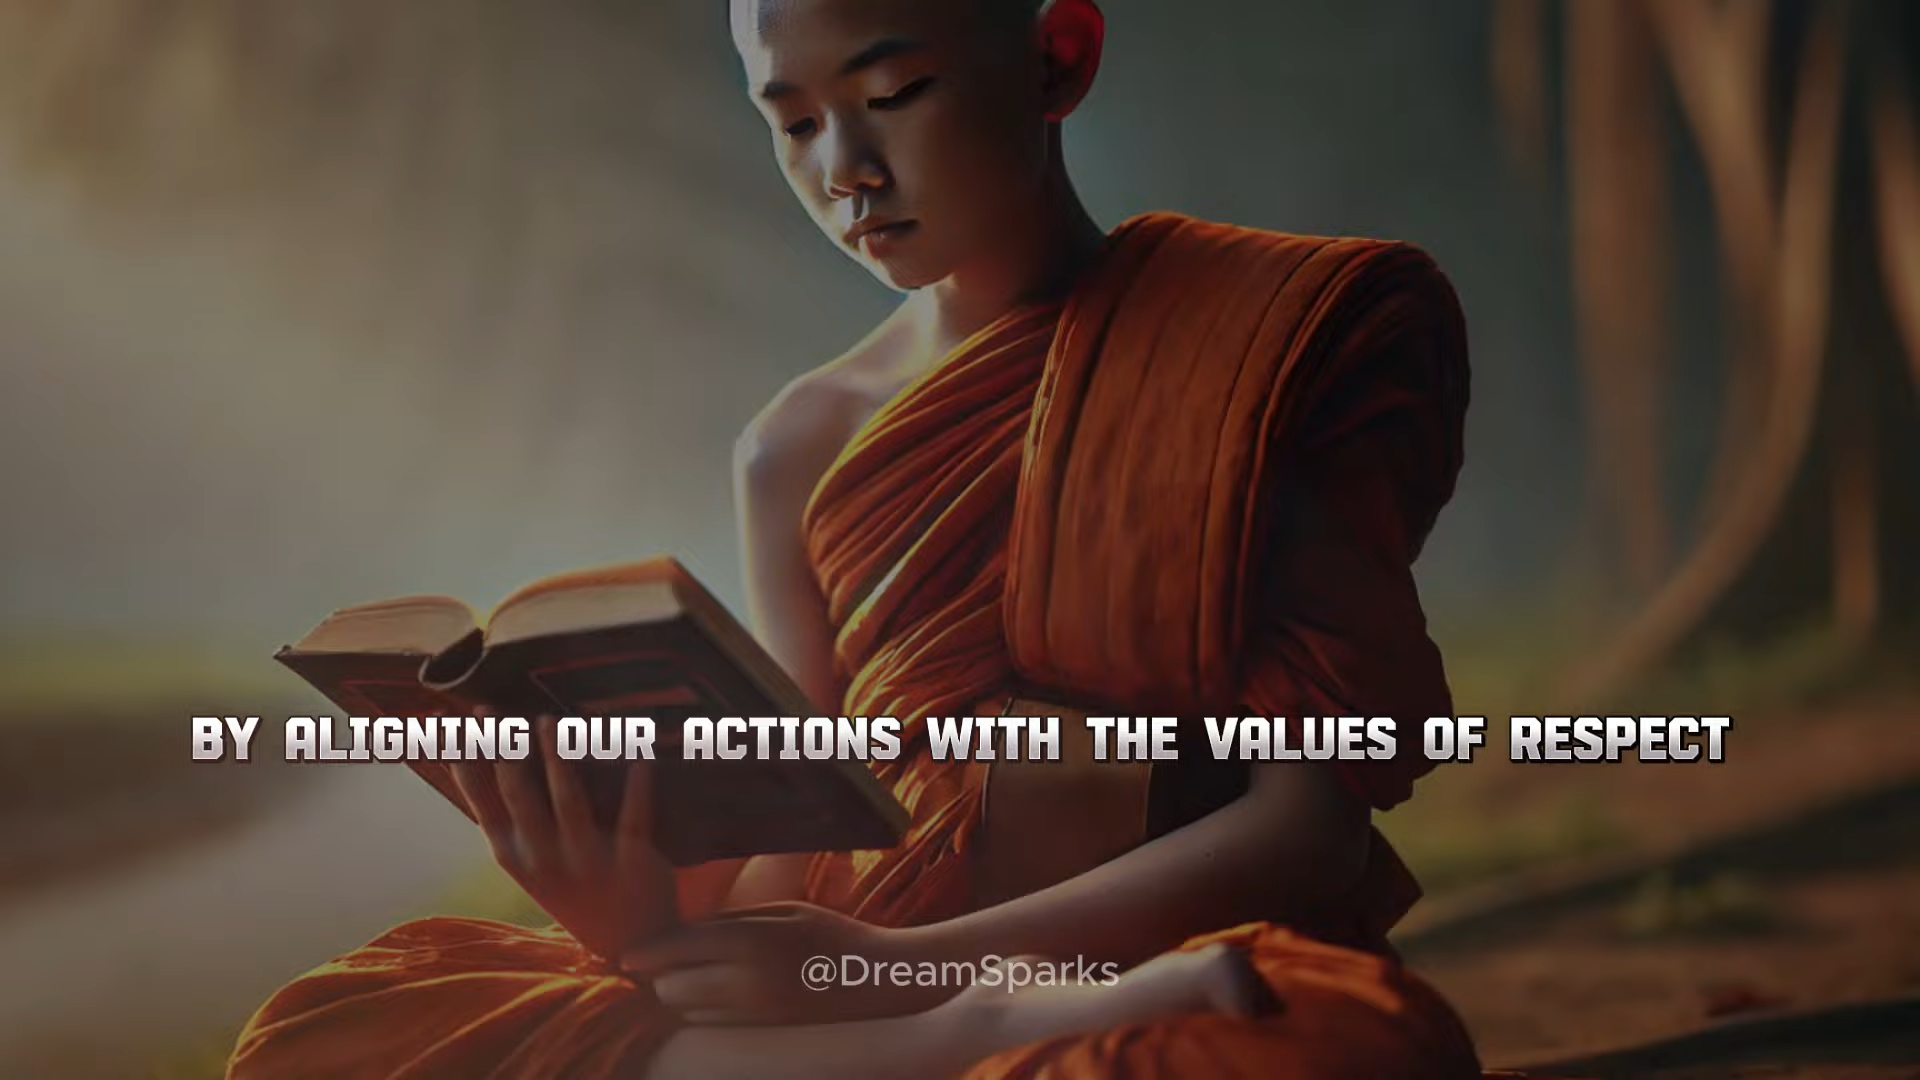 BY ALIGNING OUR ACTIONS WITH THE VALUES OF RESPECT
@DreamSparks